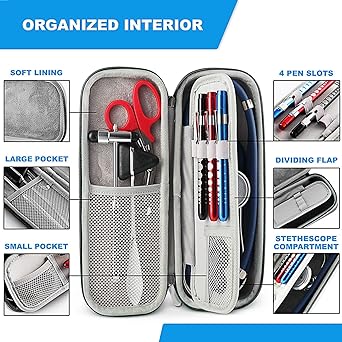 ORGANIZED INTERIOR
SOFT LINING
4 PEN SLOTS
LARGE POCKET
DIVIDING FLAP
SMALL POCKET
STETHESCOPE
COMPARTMENT